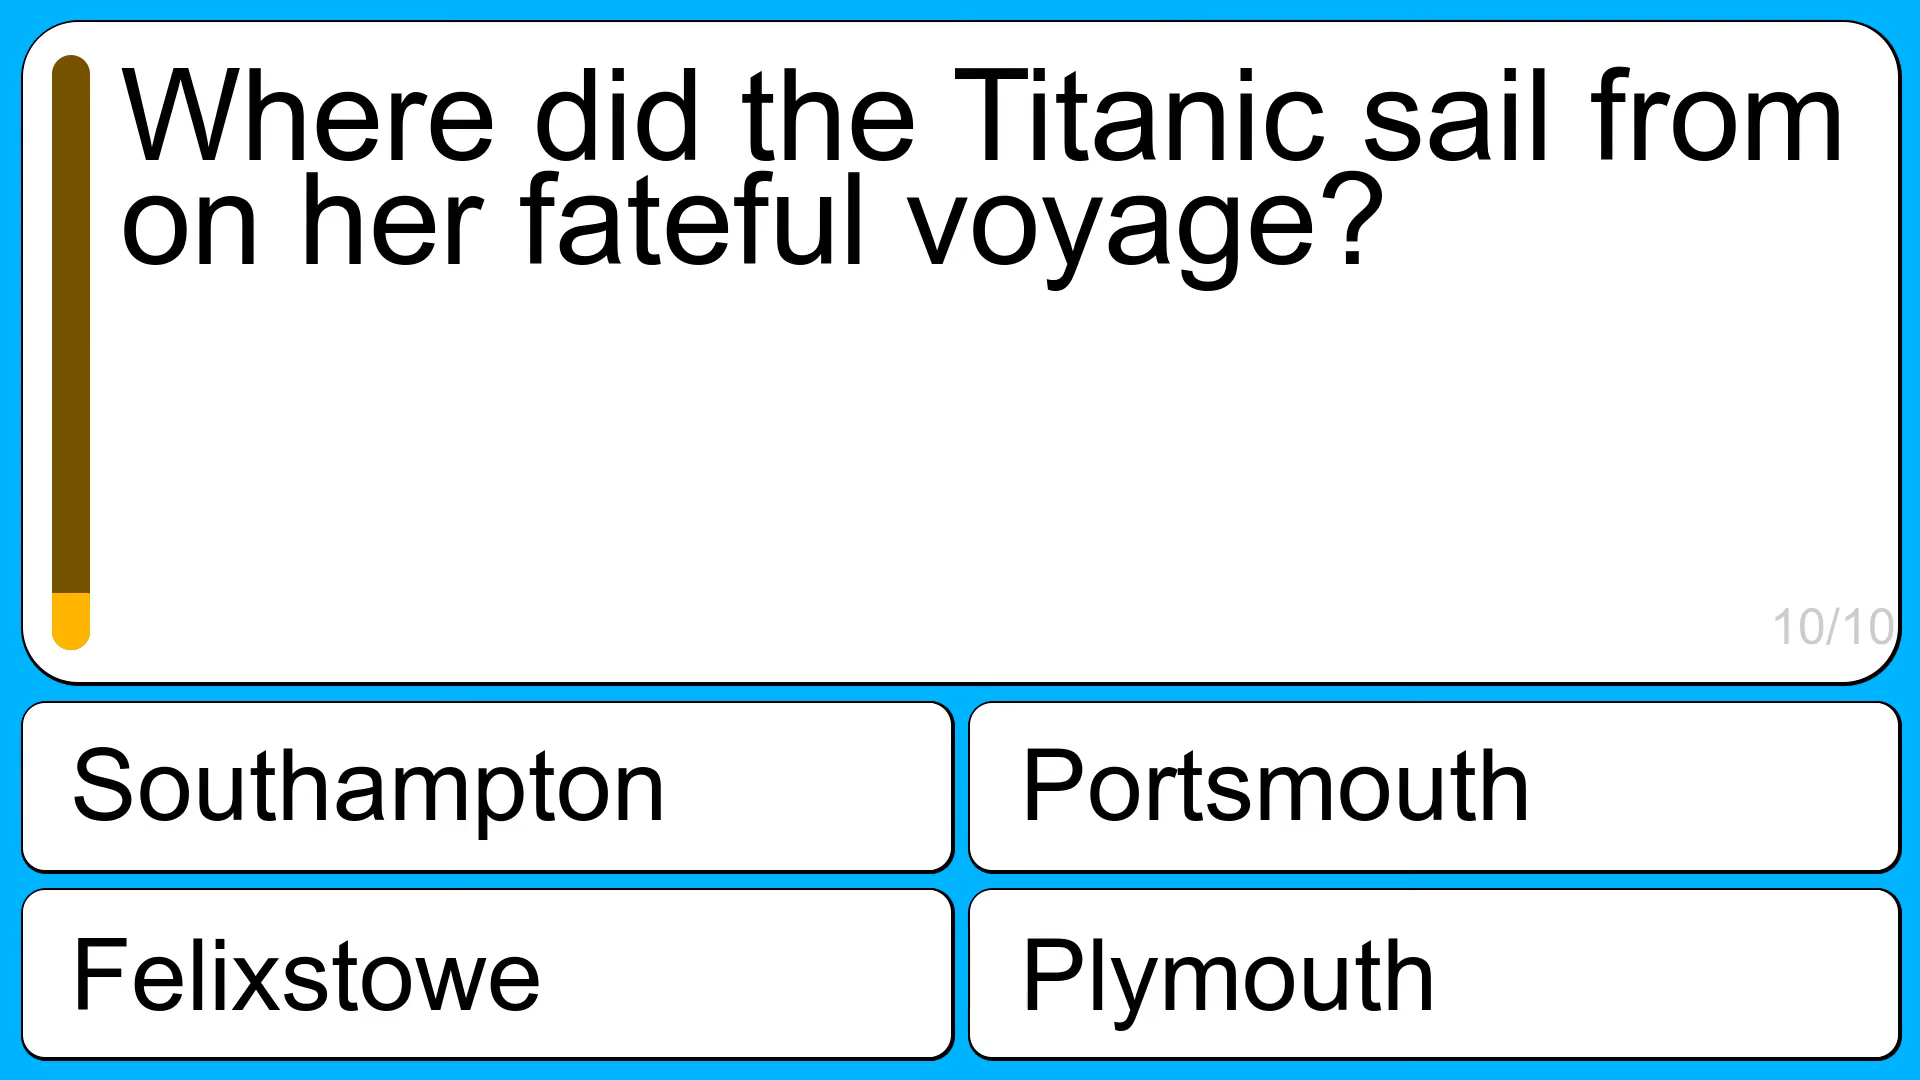 Where did the Titanic sail from
on her fateful voyage?
10/10
Southampton
Portsmouth
Felixstowe
Plymouth